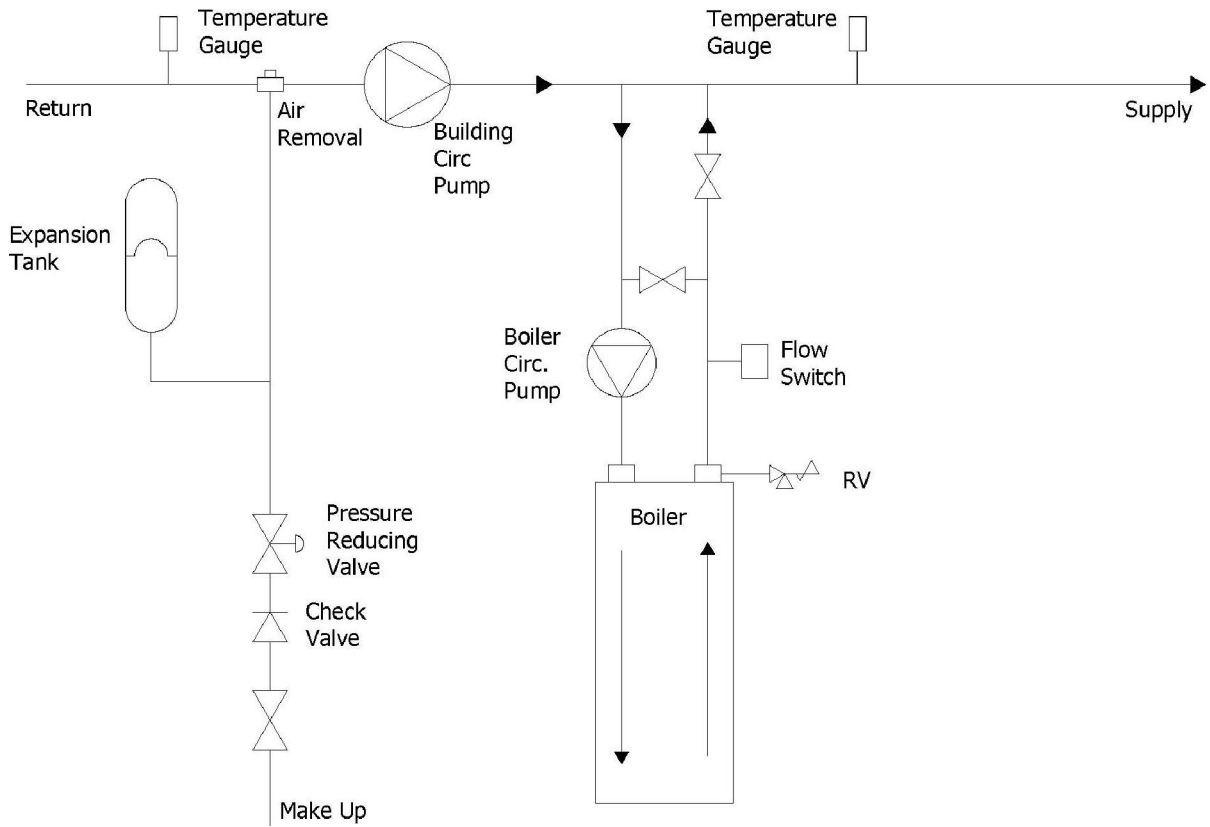 Temperature
Gauge
Temperature
Gauge
Return
Air
Removal
Building
Circ
Pump
Supply
Expansion
Tank
Boiler
Circ.
Pump
Flow
Switch
RV
Boiler
Pressure
Reducing
Valve
Check
Valve
Make Up